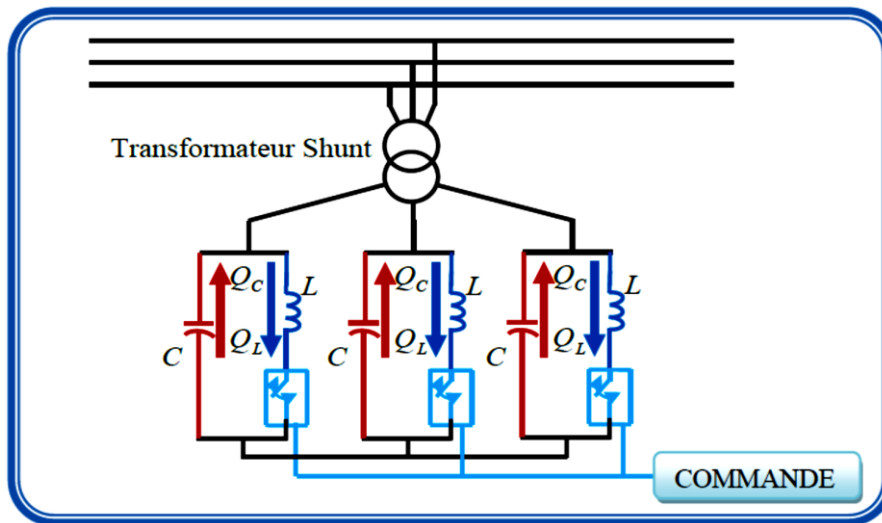 Transformateur Shunt
Q_C L Q_C L Q_C L
C Q_L C Q_L C Q_L
COMMANDE